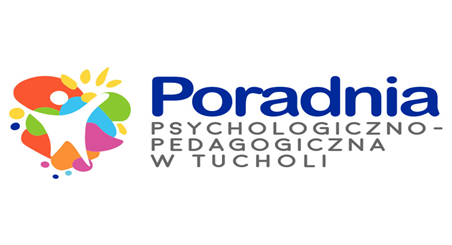 Poradnia
PSYCHOLOGICZNO-
PEDAGOGICZNA
W TUCHOLI